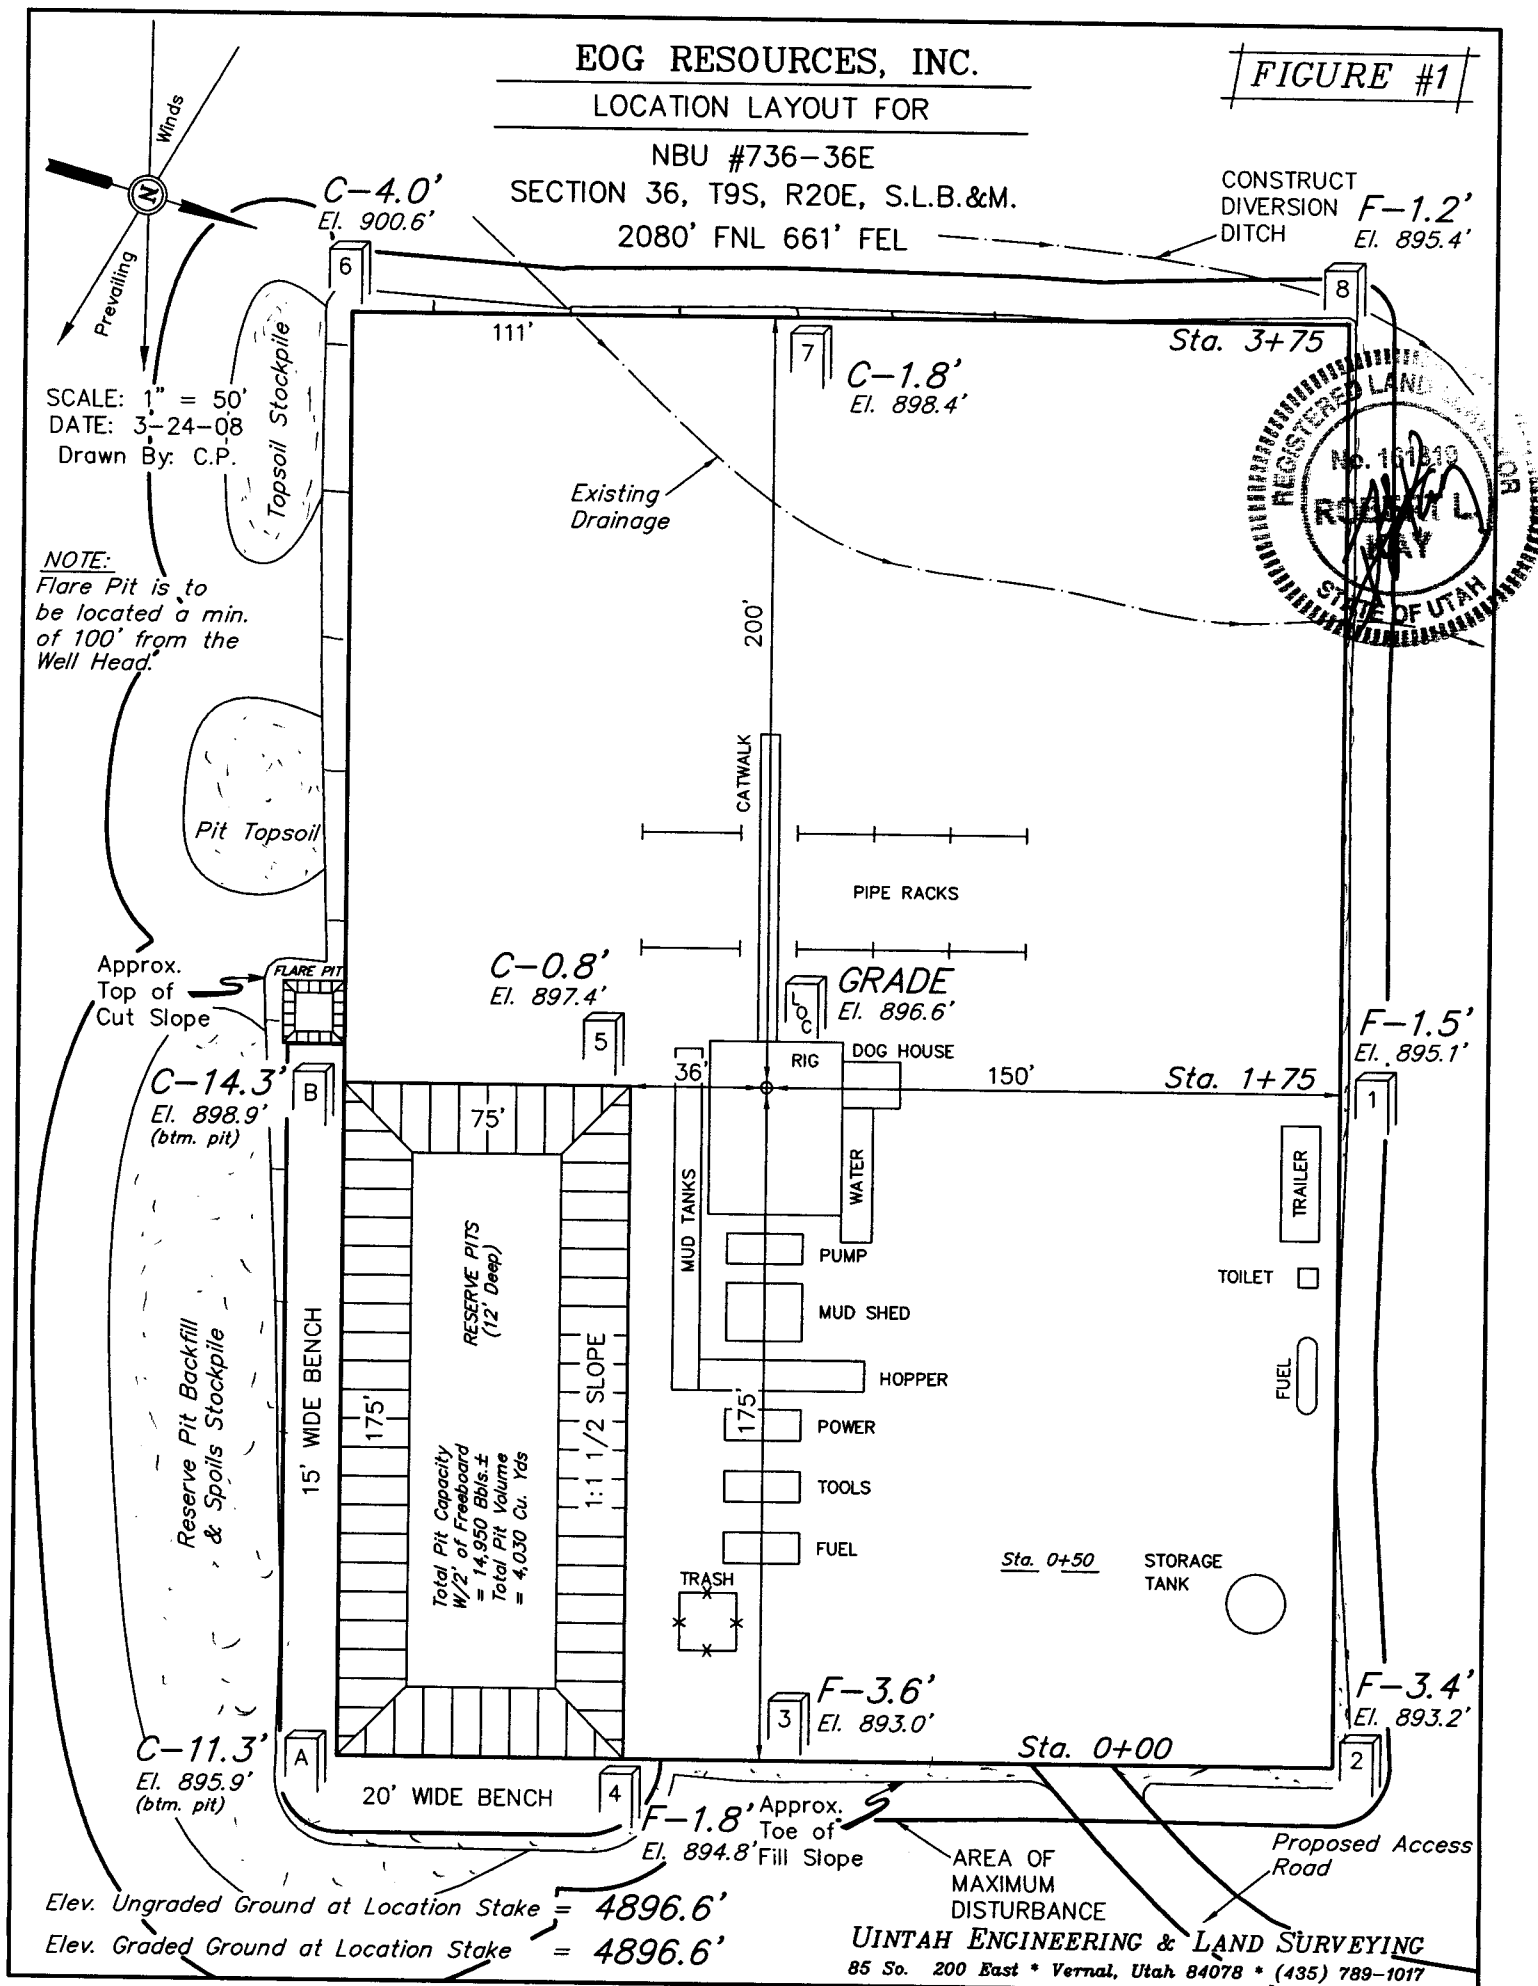 EOG RESOURCES, INC.
LOCATION LAYOUT FOR
NBU #736-36E
SECTION 36, T9S, R20E, S.L.B.&M.
2080' FNL 661' FEL
FIGURE #1
Winds
N
Prevailing
SCALE: 1" = 50'
DATE: 3-24-08
Drawn By: C.P.
NOTE:
Flare Pit is to
be located a min.
of 100' from the
Well Head.
C-4.0'
El. 900.6'
6
CONSTRUCT
DIVERSION
DITCH
F-1.2'
El. 895.4'
8
Topsoil Stockpile
111'
7
C-1.8'
El. 898.4'
Sta. 3+75
REGISTERED LAND
ROBERT L.
KAY
STATE OF UTAH
Existing
Drainage
200'
CATWALK
Pit Topsoil
PIPE RACKS
Approx.
Top of
Cut Slope
FLARE PIT
C-0.8'
El. 897.4'
5
LOC
GRADE
El. 896.6'
F-1.5'
El. 895.1'
1
C-14.3'
El. 898.9'
(btm. pit)
B
36'
RIG
DOG HOUSE
150'
Sta. 1+75
75'
MUD TANKS
WATER
TRAILER
RESERVE PITS
(12' Deep)
PUMP
TOILET
MUD SHED
HOPPER
FUEL
Reserve Pit Backfill
& Spoils Stockpile
15' WIDE BENCH
175'
1:1 1/2 SLOPE
175'
POWER
Total Pit Capacity
W/2' of Freeboard
= 14,950 Bbls.±
Total Pit Volume
= 4,030 Cu. Yds
TOOLS
FUEL
TRASH
Sta. 0+50
STORAGE
TANK
C-11.3'
El. 895.9'
(btm. pit)
A
3
F-3.6'
El. 893.0'
Sta. 0+00
F-3.4'
El. 893.2'
2
20' WIDE BENCH
4
F-1.8'
El. 894.8'
Approx.
Toe of
Fill Slope
AREA OF
MAXIMUM
DISTURBANCE
Proposed Access
Road
Elev. Ungraded Ground at Location Stake = 4896.6'
Elev. Graded Ground at Location Stake = 4896.6'
UINTAH ENGINEERING & LAND SURVEYING
85 So. 200 East * Vernal, Utah 84078 * (435) 789-1017